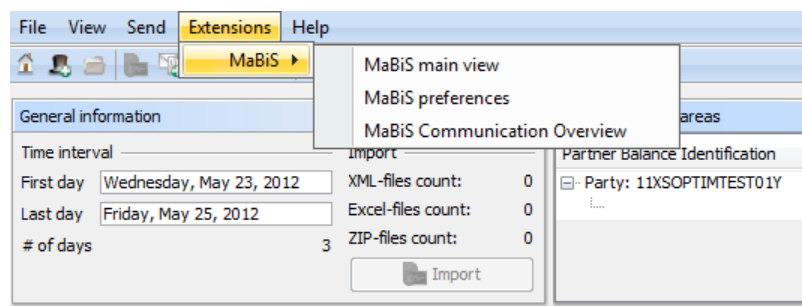 File View Send Extensions Help
MaBiS
MaBiS main view
MaBiS preferences
MaBiS Communication Overview
General information
areas
Time interval
Import
Partner Balance Identification
First day Wednesday, May 23, 2012
XML-files count: 0
Party: 11XSOPTIMTEST01Y
Last day Friday, May 25, 2012
Excel-files count: 0
# of days 3
ZIP-files count: 0
Import